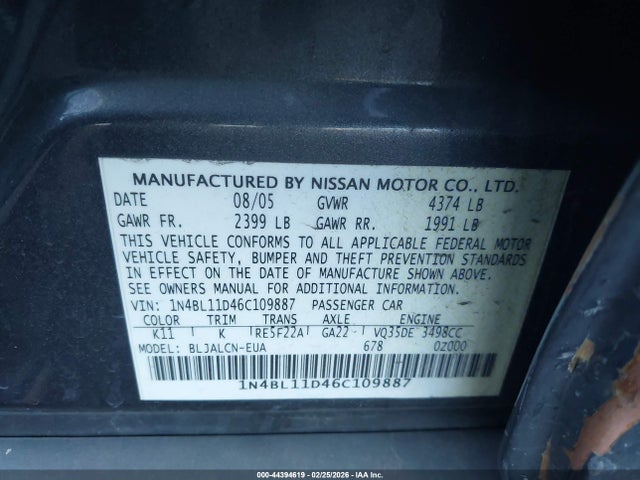 MANUFACTURED BY NISSAN MOTOR CO., LTD.
DATE 08/05 GVWR 4374 LB
GAWR FR. 2399 LB GAWR RR. 1991 LB
THIS VEHICLE CONFORMS TO ALL APPLICABLE FEDERAL MOTOR
VEHICLE SAFETY, BUMPER AND THEFT PREVENTION STANDARDS
IN EFFECT ON THE DATE OF MANUFACTURE SHOWN ABOVE.
SEE OWNERS MANUAL FOR ADDITIONAL INFORMATION.
VIN: 1N4BL11D46C109887 PASSENGER CAR
COLOR TRIM TRANS AXLE ENGINE
K11 K RE5F22A GA22 VQ35DE 3498CC
MODEL: BLJALCN-EUA 678 0Z000
1N4BL11D46C109887
000-44394619 | 02/25/2026 | IAA Inc.